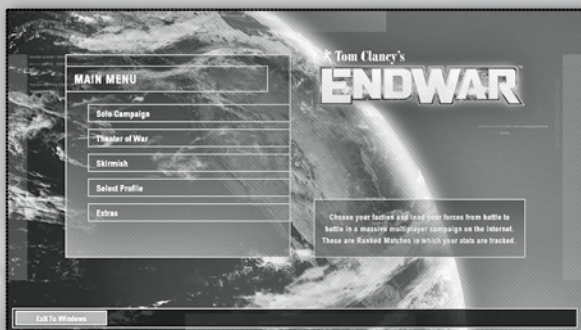 Tom Clancy's
ENDWAR
MAIN MENU
Solo Campaign
Theater of War
Skirmish
Select Profile
Extras
Choose your faction and lead your forces from battle to
battle in a massive multiplayer campaign on the Internet.
These are Ranked Matches in which your stats are tracked.
Exit To Windows